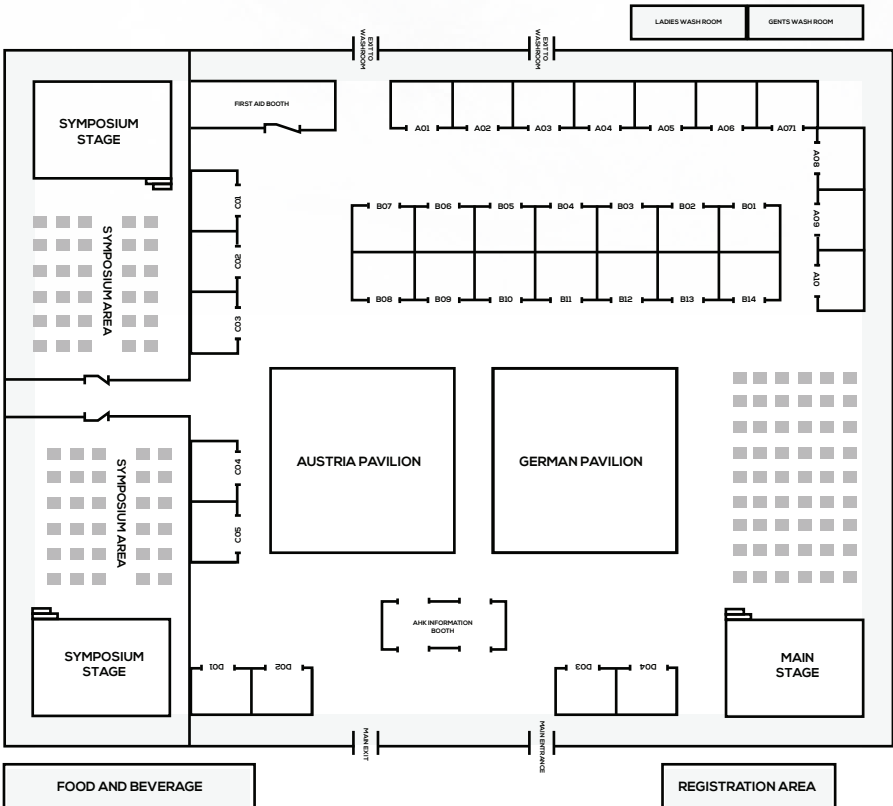 LADIES WASH ROOM
GENTS WASH ROOM
EXIT TO
WASHROOM
EXIT TO
WASHROOM
SYMPOSIUM
STAGE
FIRST AID BOOTH
A01
A02
A03
A04
A05
A06
A071
A08
A09
A10
C01
C02
C03
SYMPOSIUM AREA
B07
B06
B05
B04
B03
B02
B01
B08
B09
B10
B11
B12
B13
B14
AUSTRIA PAVILION
GERMAN PAVILION
SYMPOSIUM AREA
C04
C05
AHK INFORMATION
BOOTH
SYMPOSIUM
STAGE
D01
D02
D03
D04
MAIN
STAGE
MAIN EXIT
MAIN ENTRANCE
FOOD AND BEVERAGE
REGISTRATION AREA